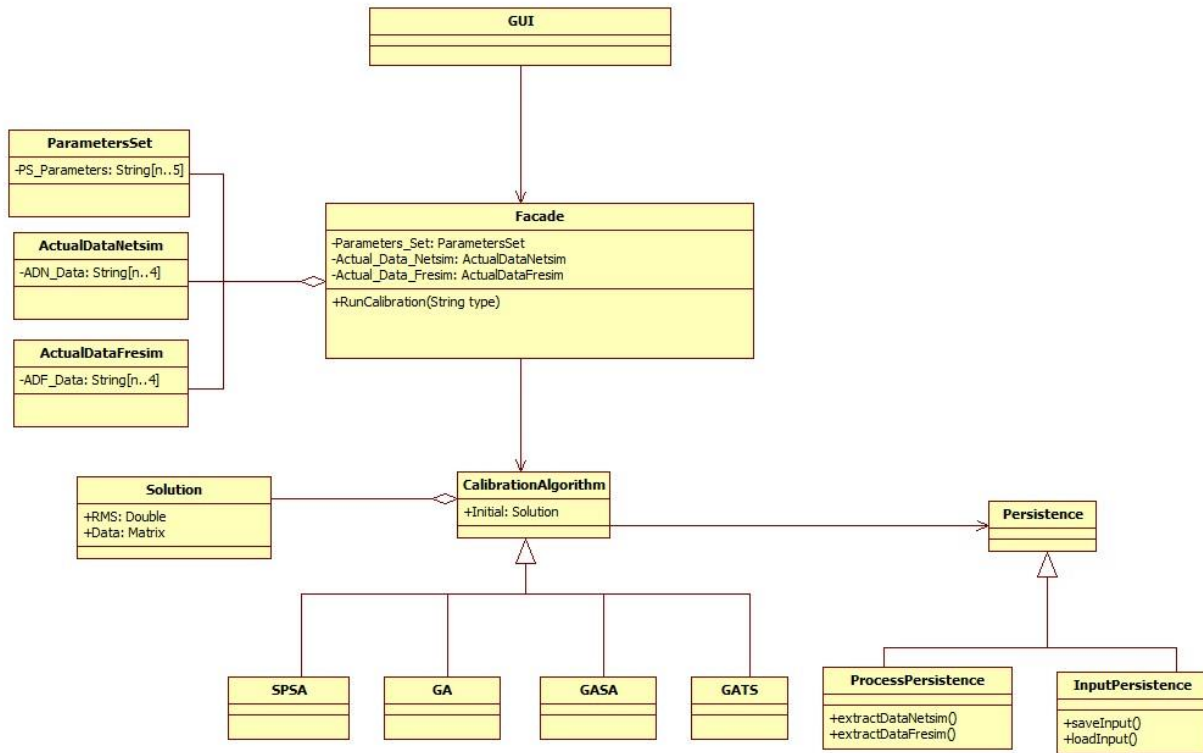 GUI
ParametersSet
-PS_Parameters: String[n..5]
ActualDataNetsim
-ADN_Data: String[n..4]
ActualDataFresim
-ADF_Data: String[n..4]
Facade
-Parameters_Set: ParametersSet
-Actual_Data_Netsim: ActualDataNetsim
-Actual_Data_Fresim: ActualDataFresim
+RunCalibration(String type)
Solution
+RMS: Double
+Data: Matrix
CalibrationAlgorithm
+Initial: Solution
Persistence
SPSA
GA
GASA
GATS
ProcessPersistence
+extractDataNetsim()
+extractDataFresim()
InputPersistence
+saveInput()
+loadInput()